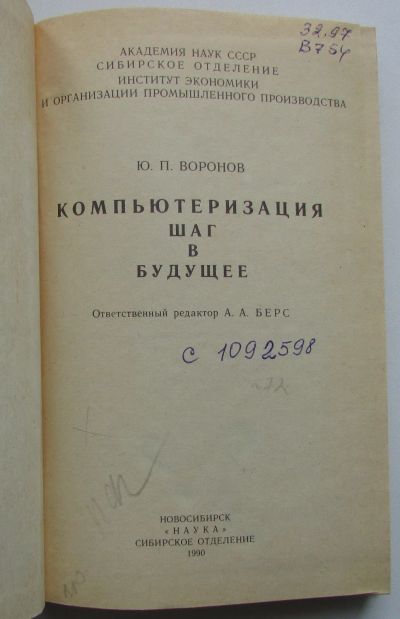 32.97
В754
АКАДЕМИЯ НАУК СССР
СИБИРСКОЕ ОТДЕЛЕНИЕ
ИНСТИТУТ ЭКОНОМИКИ
И ОРГАНИЗАЦИИ ПРОМЫШЛЕННОГО ПРОИЗВОДСТВА
Ю. П. ВОРОНОВ
КОМПЬЮТЕРИЗАЦИЯ
ШАГ
В
БУДУЩЕЕ
Ответственный редактор А. А. БЕРС
С 1092598
НОВОСИБИРСК
«НАУКА»
СИБИРСКОЕ ОТДЕЛЕНИЕ
1990